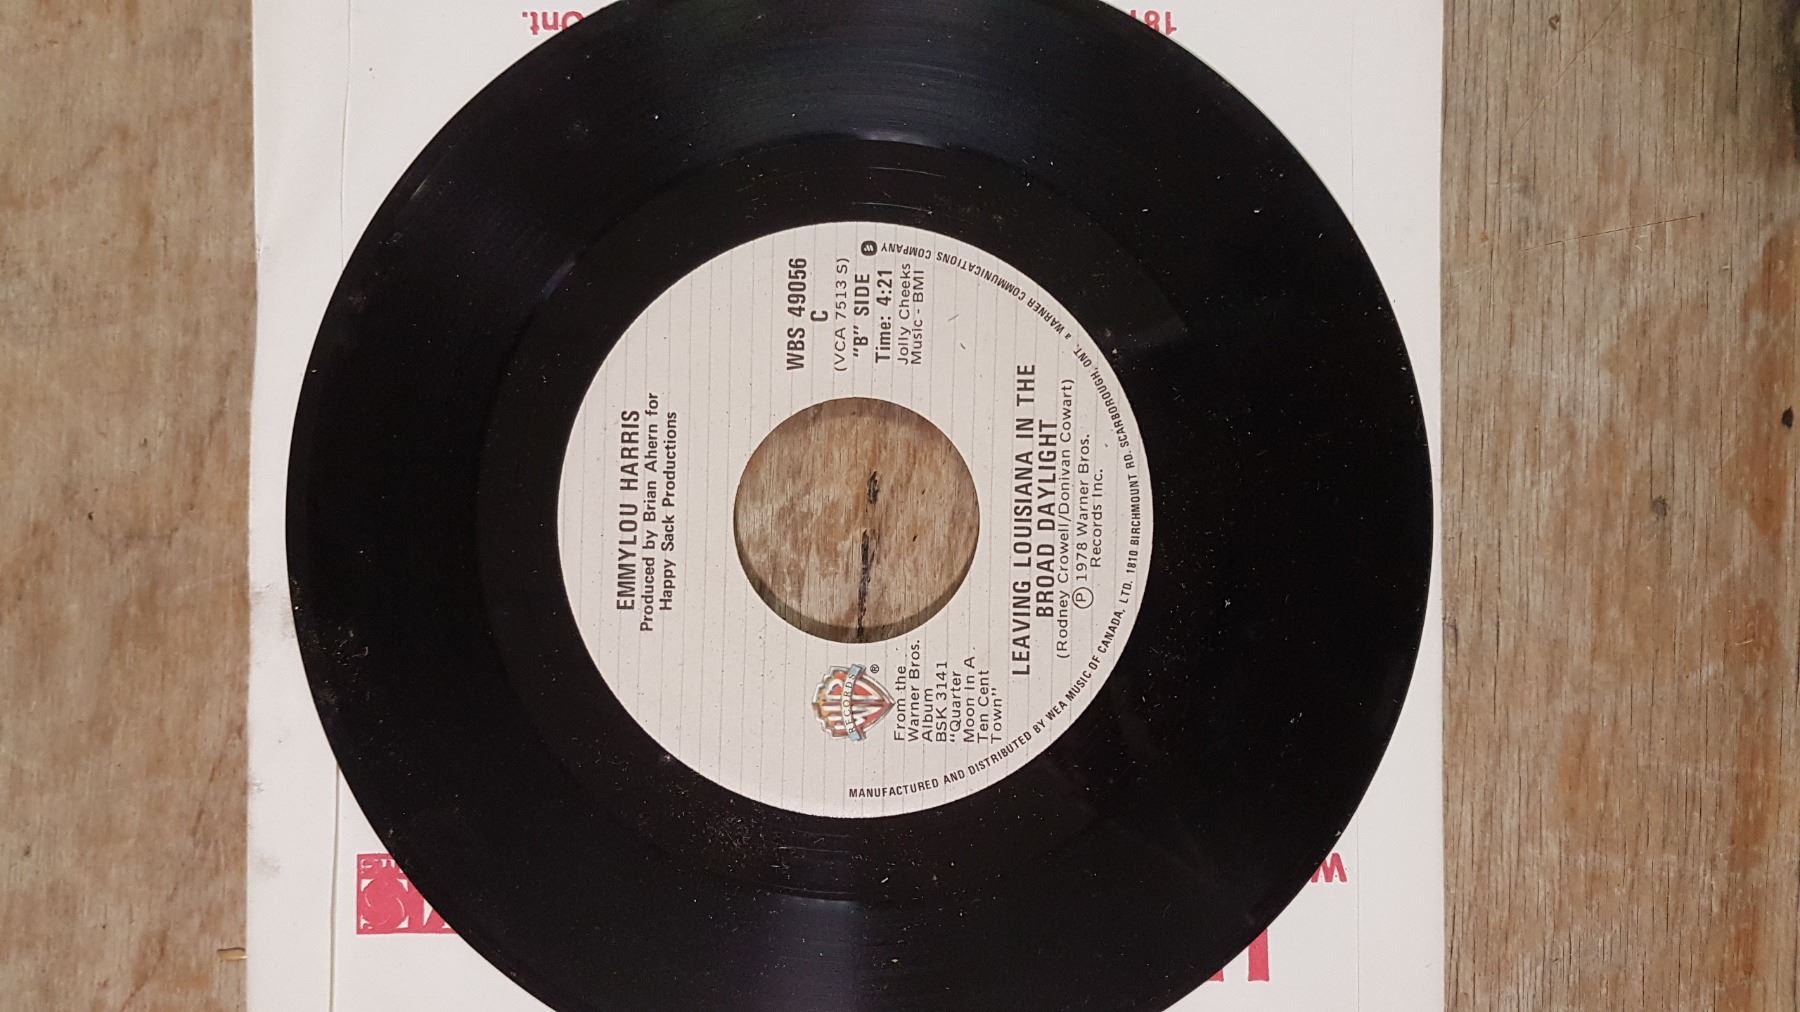 EMMYLOU HARRIS
Produced by Brian Ahern for
Happy Sack Productions
WBS 49056
C
(VCA 7513 S)
"B" SIDE
Time: 4:21
Jolly Cheeks
Music - BMI
RECORDS
®
From the
Warner Bros.
Album
BSK 3141
"Quarter
Moon In A
Ten Cent
Town"
LEAVING LOUISIANA IN THE
BROAD DAYLIGHT
(Rodney Crowell/Donivan Cowart)
Ⓟ 1978 Warner Bros.
Records Inc.
MANUFACTURED AND DISTRIBUTED BY WEA MUSIC OF CANADA, LTD. 1810 BIRCHMOUNT RD. SCARBOROUGH, ONT. a WARNER COMMUNICATIONS COMPANY
Ont.